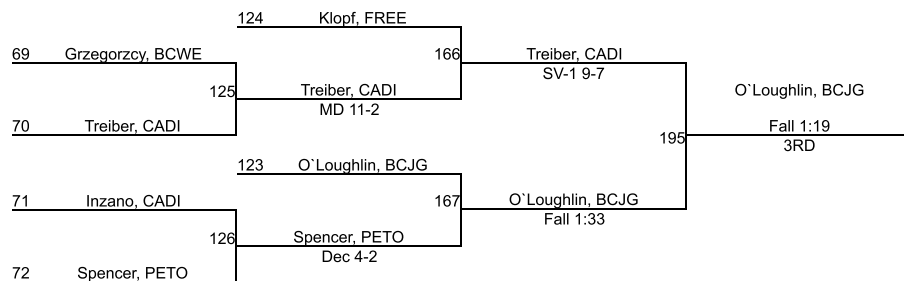 124 Klopf, FREE
69 Grzegorzcy, BCWE
166 Treiber, CADI
SV-1 9-7
125 Treiber, CADI
MD 11-2
O`Loughlin, BCJG
70 Treiber, CADI
195 Fall 1:19
3RD
123 O`Loughlin, BCJG
71 Inzano, CADI
167 O`Loughlin, BCJG
Fall 1:33
126 Spencer, PETO
Dec 4-2
72 Spencer, PETO